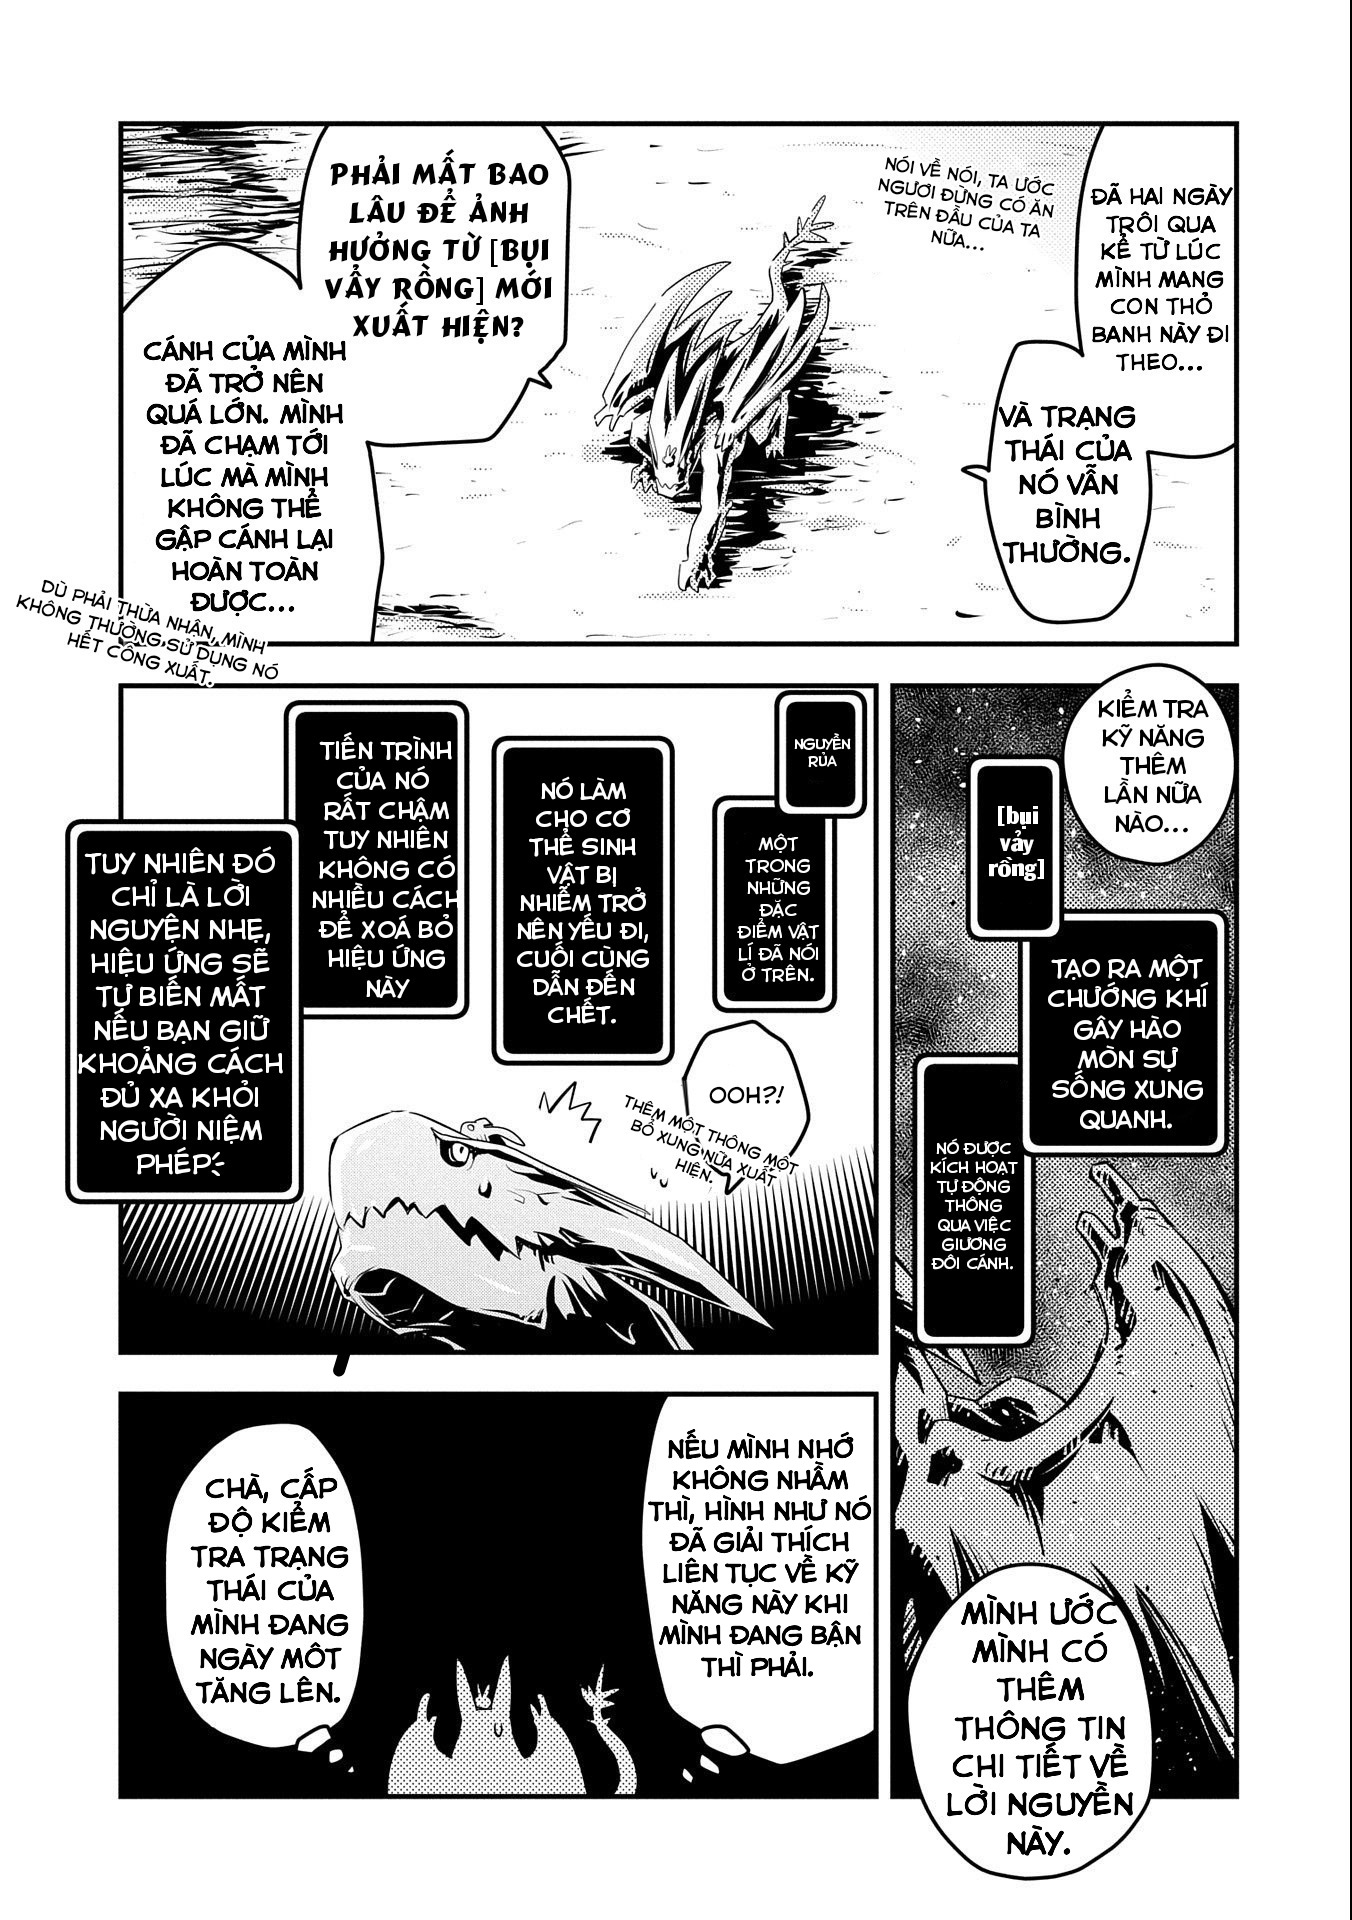 ĐÃ HAI NGÀY
TRÔI QUA
KỂ TỪ LÚC
MÌNH MANG
CON THỎ
BANH NÀY ĐI
THEO...
VÀ TRẠNG
THÁI CỦA
NÓ VẪN
BÌNH
THƯỜNG.
NÓI VỀ NÓI, TA ƯỚC
NGƯƠI ĐỪNG CÓ ĂN
TRÊN ĐẦU CỦA TA
NỮA...
PHẢI MẤT BAO
LÂU ĐỂ ẢNH
HƯỞNG TỪ [BỤI
VẢY RỒNG] MỚI
XUẤT HIỆN?
CÁNH CỦA MÌNH
ĐÃ TRỞ NÊN
QUÁ LỚN. MÌNH
ĐÃ CHẠM TỚI
LÚC MÀ MÌNH
KHÔNG THỂ
GẬP CÁNH LẠI
HOÀN TOÀN
ĐƯỢC...
DÙ PHẢI THỪA NHẬN, MÌNH
KHÔNG THƯỜNG SỬ DỤNG NÓ
HẾT CÔNG XUẤT.
KIỂM TRA
KỸ NĂNG
THÊM
LẦN NỮA
NÀO...
[bụi
vảy
rồng]
TẠO RA MỘT
CHƯỚNG KHÍ
GÂY HÀO
MÒN SỰ
SỐNG XUNG
QUANH.
NÓ ĐƯỢC
KÍCH HOẠT
TỰ ĐỘNG
THÔNG
QUA VIỆC
GIƯƠNG
ĐÔI CÁNH.
MÌNH ƯỚC
MÌNH CÓ
THÊM
THÔNG TIN
CHI TIẾT VỀ
LỜI NGUYỀN
NÀY.
NGUYỀN
RỦA
MỘT
TRONG
NHỮNG
ĐẶC
ĐIỂM VẬT
LÍ ĐÃ NÓI
Ở TRÊN.
NÓ LÀM
CHO CƠ
THỂ SINH
VẬT BỊ
NHIỄM TRỞ
NÊN YẾU ĐI,
CUỐI CÙNG
DẪN ĐẾN
CHẾT.
TIẾN TRÌNH
CỦA NÓ
RẤT CHẬM
TUY NHIÊN
KHÔNG CÓ
NHIỀU CÁCH
ĐỂ XOÁ BỎ
HIỆU ỨNG
NÀY
TUY NHIÊN ĐÓ
CHỈ LÀ LỜI
NGUYỆN NHẸ,
HIỆU ỨNG SẼ
TỰ BIẾN MẤT
NẾU BẠN GIỮ
KHOẢNG CÁCH
ĐỦ XA KHỎI
NGƯỜI NIỆM
PHÉP
OOH?!
THÊM MỘT THÔNG MỘT
BỔ XUNG NỮA XUẤT
HIỆN.
NẾU MÌNH NHỚ
KHÔNG NHẦM
THÌ, HÌNH NHƯ NÓ
ĐÃ GIẢI THÍCH
LIÊN TỤC VỀ KỸ
NĂNG NÀY KHI
MÌNH ĐANG BẬN
THÌ PHẢI.
CHÀ, CẤP
ĐỘ KIỂM
TRA TRẠNG
THÁI CỦA
MÌNH ĐANG
NGÀY MÔT
TĂNG LÊN.